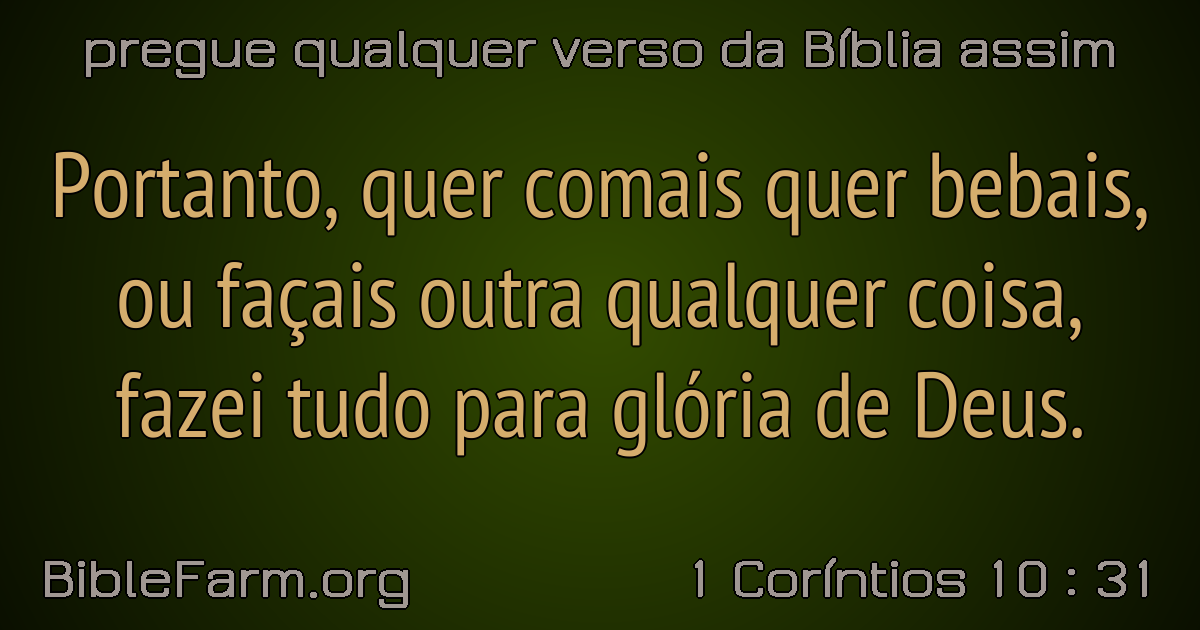 pregue qualquer verso da Bíblia assim
Portanto, quer comais quer bebais,
ou façais outra qualquer coisa,
fazei tudo para glória de Deus.
BibleFarm.org
1 Coríntios 10 : 31